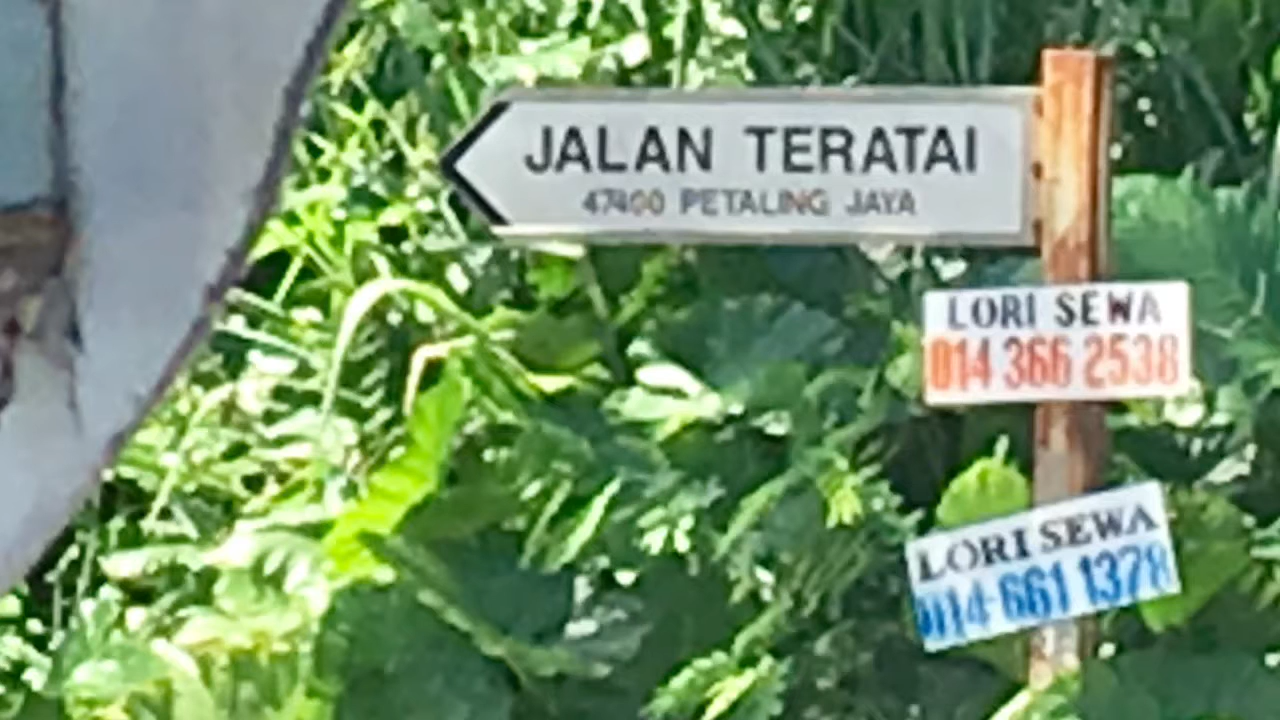 JALAN TERATAI
47400 PETALING JAYA
LORI SEWA
014 366 2538
LORI SEWA
014-661 1378